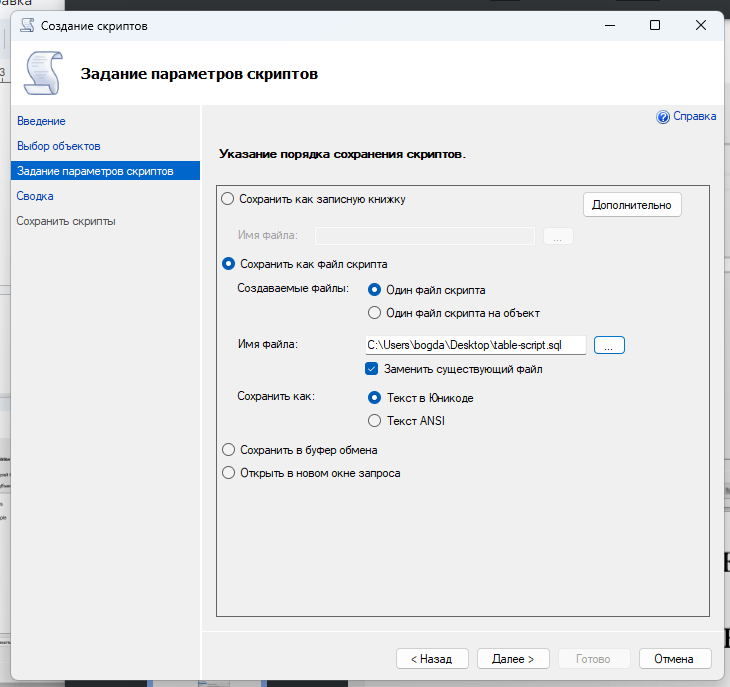 Создание скриптов
Задание параметров скриптов
Справка
Введение
Выбор объектов
Задание параметров скриптов
Сводка
Сохранить скрипты
Указание порядка сохранения скриптов.
Сохранить как записную книжку
Дополнительно
Имя файла:
...
Сохранить как файл скрипта
Создаваемые файлы:
Один файл скрипта
Один файл скрипта на объект
Имя файла:
C:\Users\bogda\Desktop\table-script.sql
...
Заменить существующий файл
Сохранить как:
Текст в Юникоде
Текст ANSI
Сохранить в буфер обмена
Открыть в новом окне запроса
< Назад
Далее >
Готово
Отмена